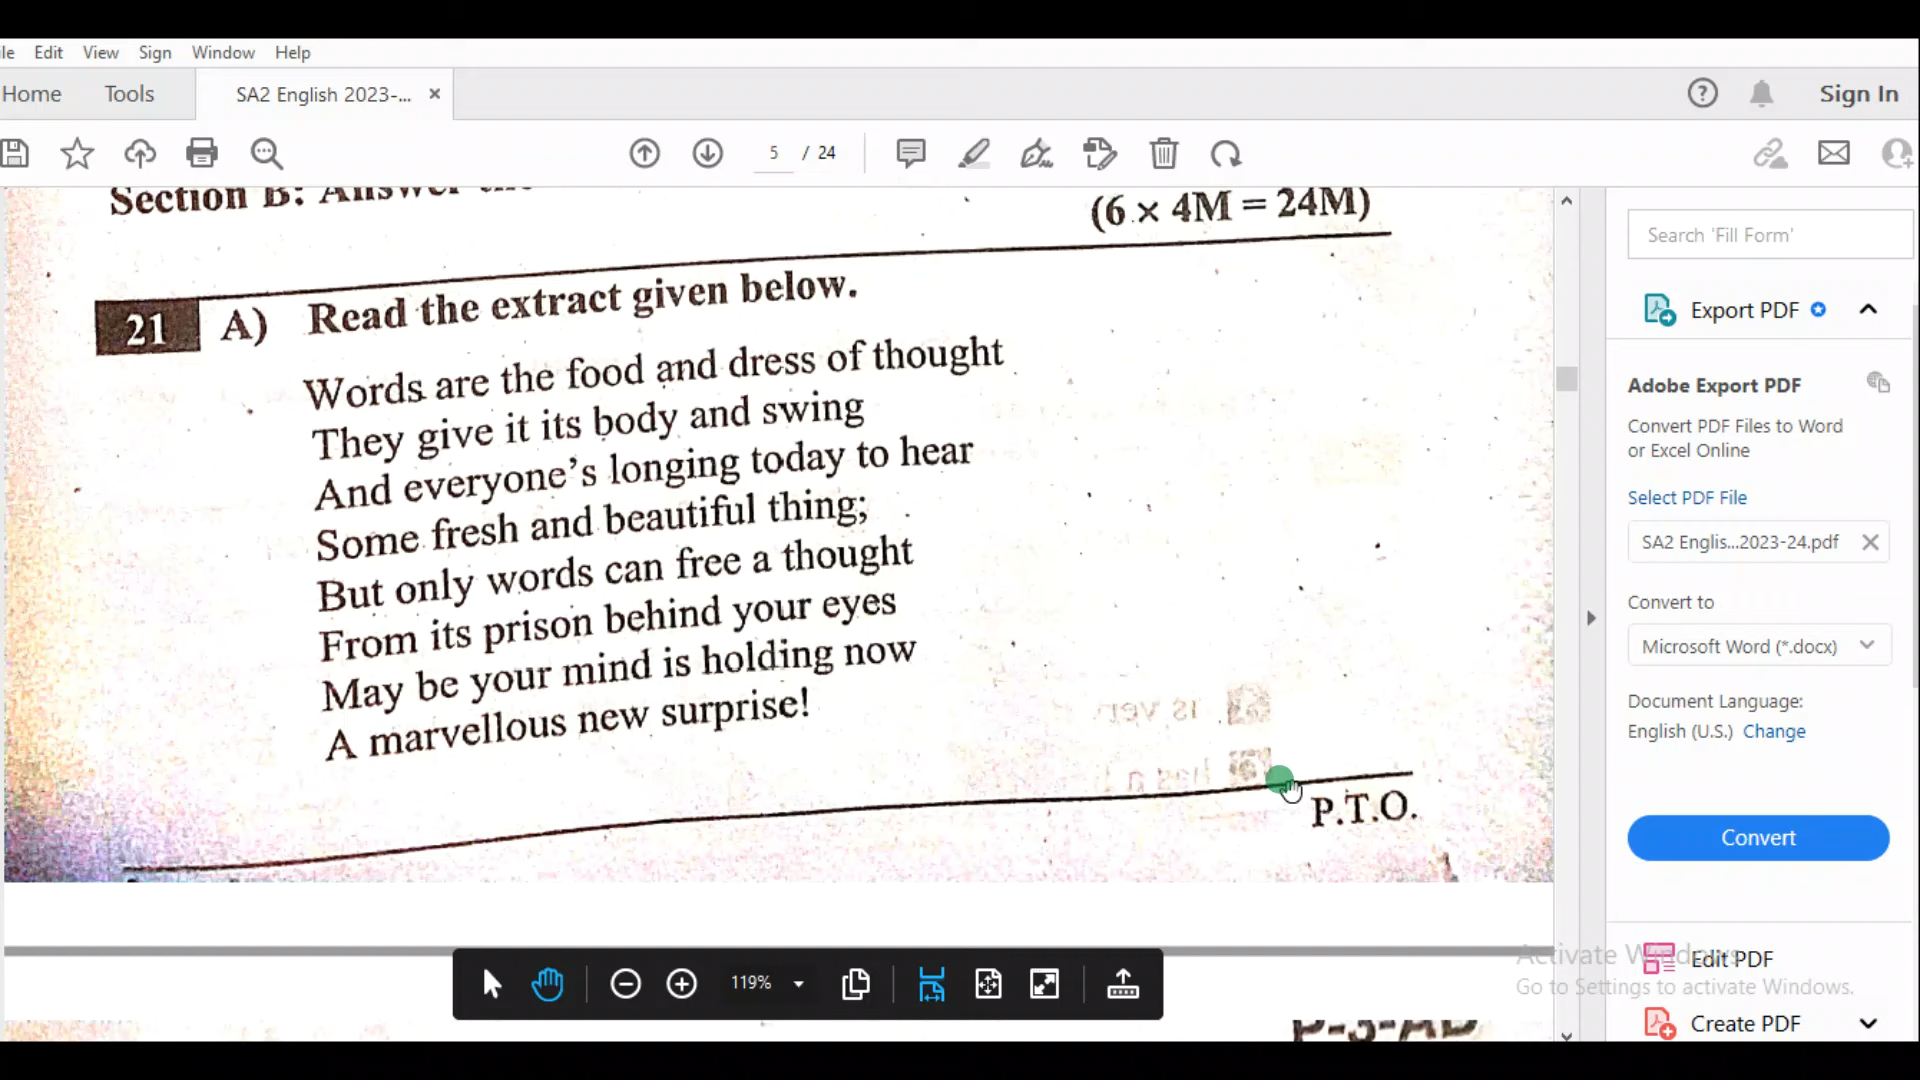 ile Edit View Sign Window Help
Home Tools SA2 English 2023-... × Sign In
5 / 24
Section B: Answer the
(6 × 4M = 24M)
21 A) Read the extract given below.
Words are the food and dress of thought
They give it its body and swing
And everyone's longing today to hear
Some fresh and beautiful thing;
But only words can free a thought
From its prison behind your eyes
May be your mind is holding now
A marvellous new surprise!
P.T.O.
119%
Search 'Fill Form'
Export PDF
Adobe Export PDF
Convert PDF Files to Word
or Excel Online
Select PDF File
SA2 Englis...2023-24.pdf
Convert to
Microsoft Word (*.docx)
Document Language:
English (U.S.) Change
Convert
Edit PDF
Create PDF
Activate Windows
Go to Settings to activate Windows.